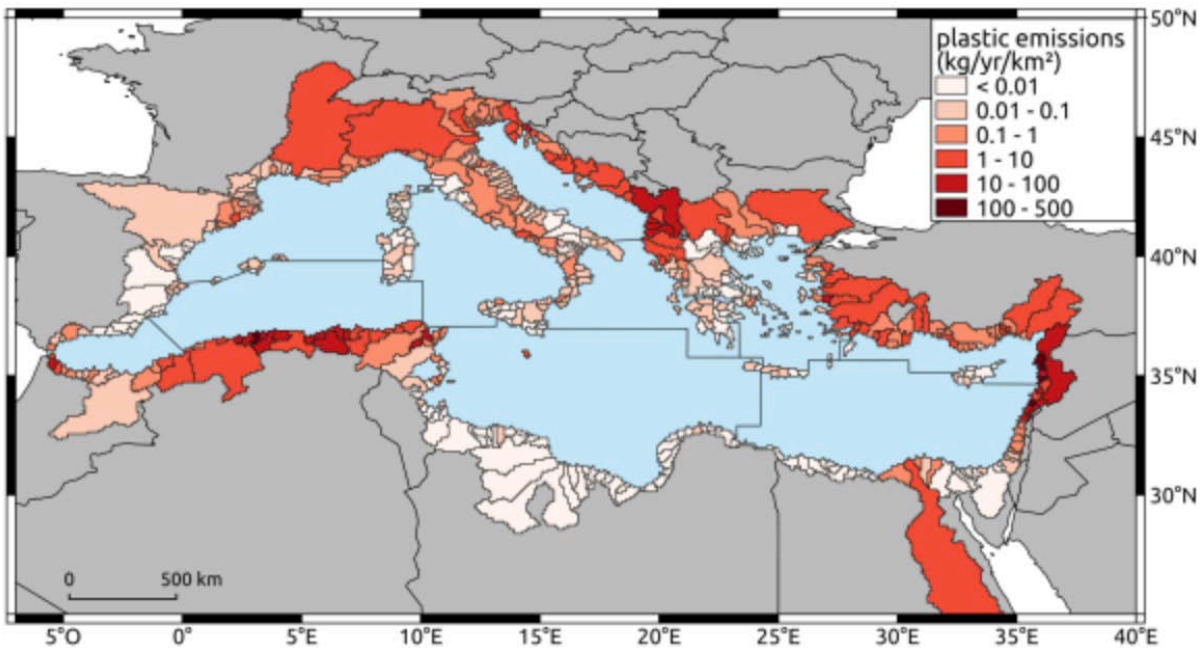 50°N
plastic emissions
(kg/yr/km²)
< 0.01
0.01 - 0.1
0.1 - 1
1 - 10
10 - 100
100 - 500
45°N
40°N
35°N
30°N
0 500 km
5°O 0° 5°E 10°E 15°E 20°E 25°E 30°E 35°E 40°E